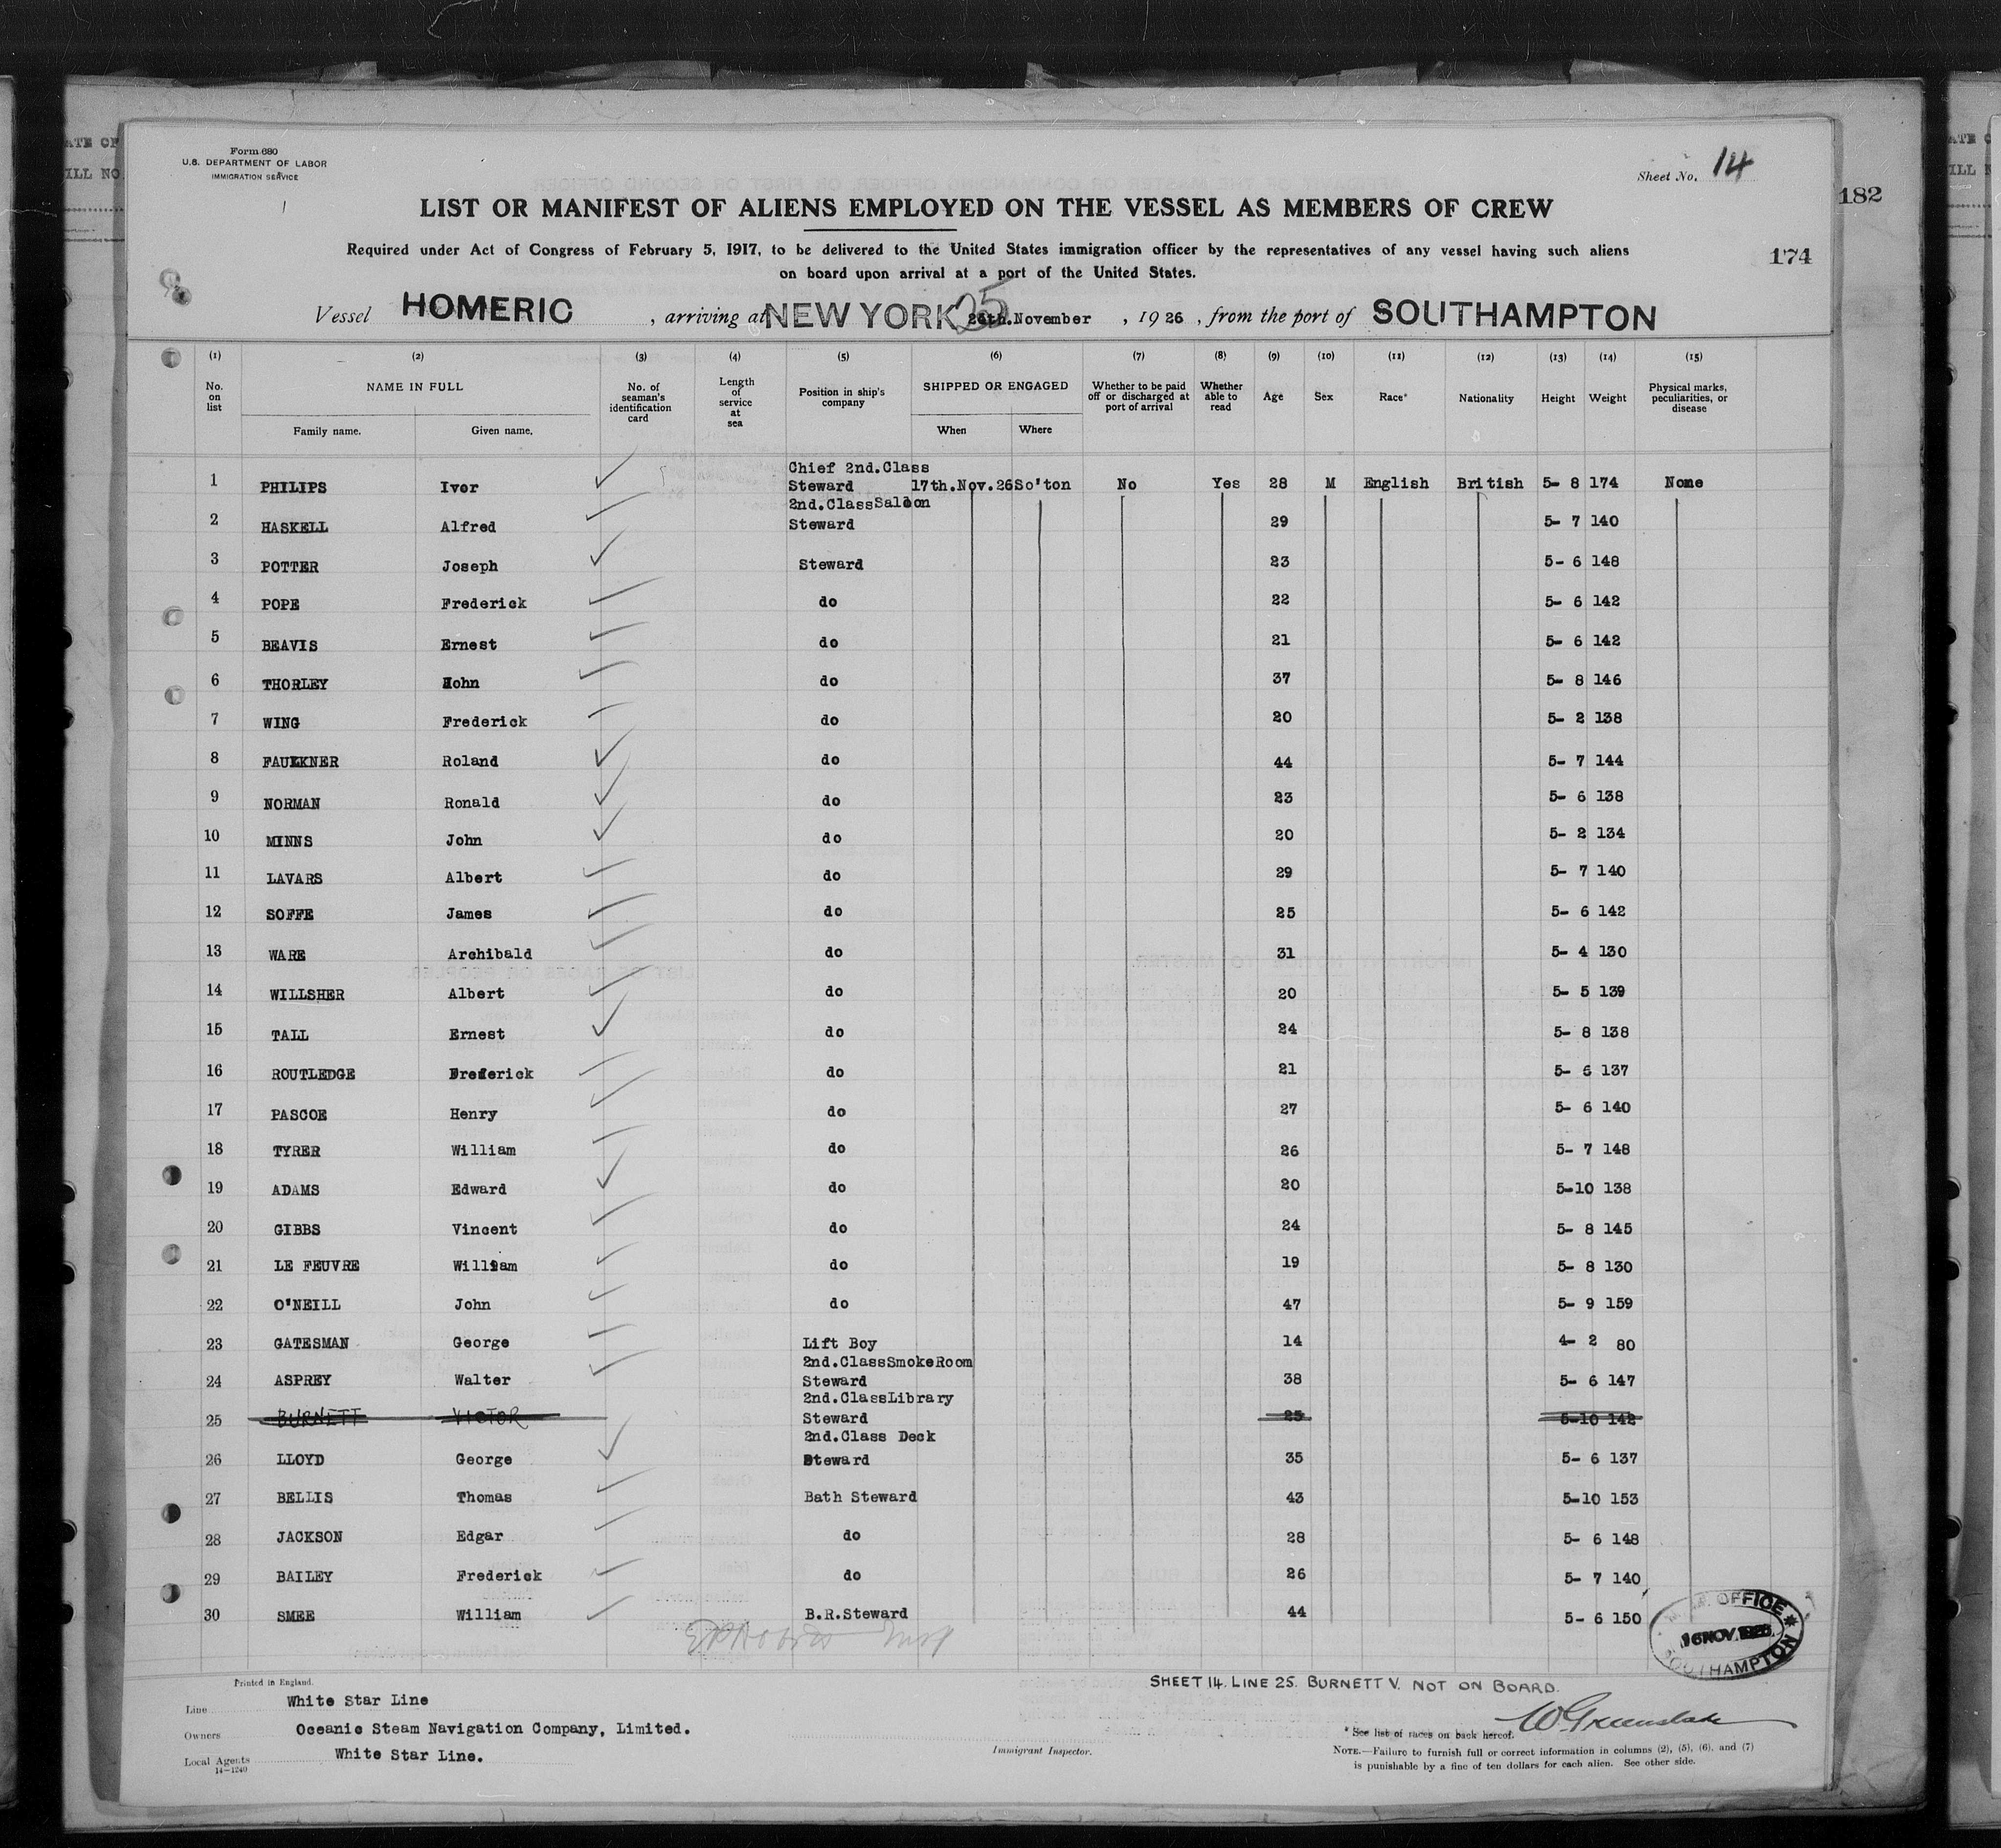 Form 680
U.S. DEPARTMENT OF LABOR
IMMIGRATION SERVICE
Sheet No. 14
182
174
LIST OR MANIFEST OF ALIENS EMPLOYED ON THE VESSEL AS MEMBERS OF CREW
Required under Act of Congress of February 5, 1917, to be delivered to the United States immigration officer by the representatives of any vessel having such aliens
on board upon arrival at a port of the United States.
Vessel HOMERIC, arriving at NEW YORK 25 26th.November, 1926, from the port of SOUTHAMPTON
(1) (2) (3) (4) (5) (6) (7) (8) (9) (10) (11) (12) (13) (14) (15)
No. on list NAME IN FULL Family name. Given name. No. of seaman's identification card Length of service at sea Position in ship's company SHIPPED OR ENGAGED When Where Whether to be paid off or discharged at port of arrival Whether able to read Age Sex Race* Nationality Height Weight Physical marks, peculiarities, or disease
1 PHILIPS Ivor Chief 2nd.Class Steward 17th.Nov.26 So'ton No Yes 28 M English British 5- 8 174 None
2 HASKELL Alfred 2nd.Class Saloon Steward 29 5- 7 140
3 POTTER Joseph Steward 23 5- 6 148
4 POPE Frederick do 22 5- 6 142
5 BEAVIS Ernest do 21 5- 6 142
6 THORLEY John do 37 5- 8 146
7 WING Frederick do 20 5- 2 138
8 FAULKNER Roland do 44 5- 7 144
9 NORMAN Ronald do 23 5- 6 138
10 MINNS John do 20 5- 2 134
11 LAVARS Albert do 29 5- 7 140
12 SOFFE James do 25 5- 6 142
13 WARE Archibald do 31 5- 4 130
14 WILLSHER Albert do 20 5- 5 139
15 TALL Ernest do 24 5- 8 138
16 ROUTLEDGE Frederick do 21 5- 6 137
17 PASCOE Henry do 27 5- 6 140
18 TYRER William do 26 5- 7 148
19 ADAMS Edward do 20 5-10 138
20 GIBBS Vincent do 24 5- 8 145
21 LE FEUVRE William do 19 5- 8 130
22 O'NEILL John do 47 5- 9 159
23 GATESMAN George Lift Boy 14 4- 2 80
24 ASPREY Walter 2nd.ClassSmokeRoom Steward 38 5- 6 147
25 BURNETT VICTOR 2nd.ClassLibrary Steward 25 5-10 142
26 LLOYD George 2nd.Class Deck Steward 35 5- 6 137
27 BELLIS Thomas Bath Steward 43 5-10 153
28 JACKSON Edgar do 28 5- 6 148
29 BAILEY Frederick do 26 5- 7 140
30 SMEE William B.R.Steward 44 5- 6 150
OFFICE
16 NOV. 1926
SOUTHAMPTON
Printed in England.
SHEET 14. LINE 25. BURNETT V. NOT ON BOARD.
Line White Star Line
Owners Oceanic Steam Navigation Company, Limited.
Local Agents White Star Line.
14-1240
Immigrant Inspector.
* See list of races on back hereof.
NOTE.—Failure to furnish full or correct information in columns (2), (5), (6), and (7)
is punishable by a fine of ten dollars for each alien. See other side.